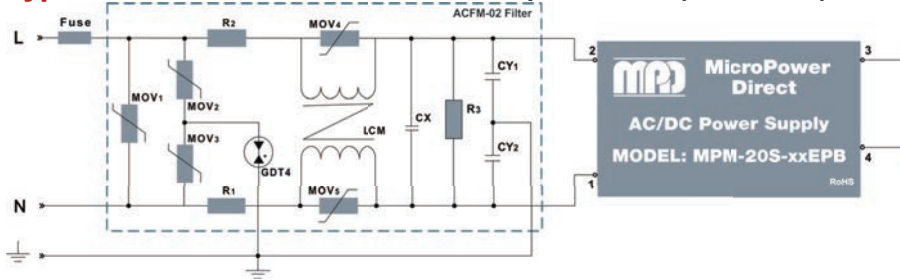 ACFM-02 Filter
L
Fuse
R2
MOV4
MOV1
MOV2
MOV3
GDT4
LCM
CX
R3
CY1
CY2
N
R1
MOV5
2
1
3
4
MPD
MicroPower
Direct
AC/DC Power Supply
MODEL: MPM-20S-xxEPB
RoHS